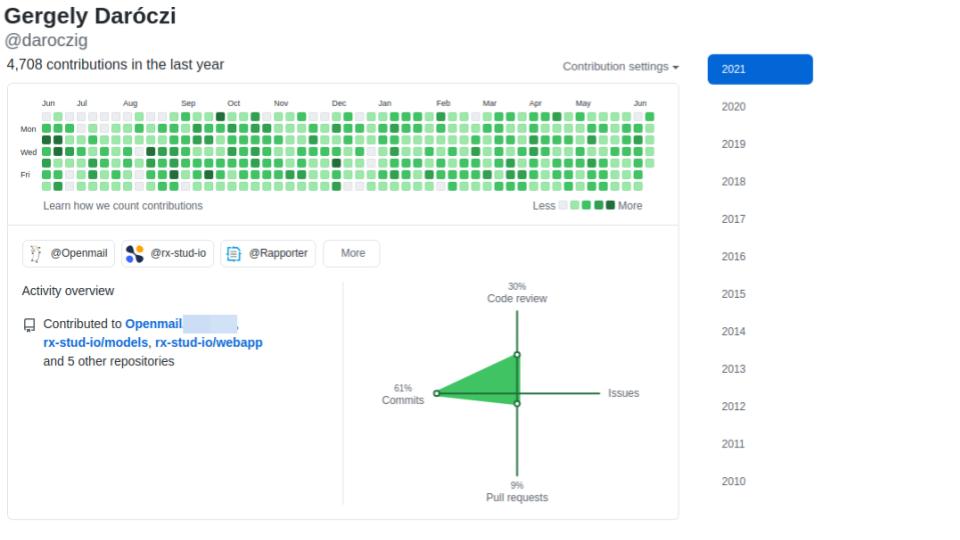 Gergely Daróczi
@daroczig
4,708 contributions in the last year
Contribution settings
Jun Jul Aug Sep Oct Nov Dec Jan Feb Mar Apr May Jun
Mon
Wed
Fri
Learn how we count contributions
Less More
@Openmail @rx-stud-io @Rapporter More
Activity overview
Contributed to Openmail ,
rx-stud-io/models, rx-stud-io/webapp
and 5 other repositories
30%
Code review
61%
Commits
Issues
9%
Pull requests
2021
2020
2019
2018
2017
2016
2015
2014
2013
2012
2011
2010